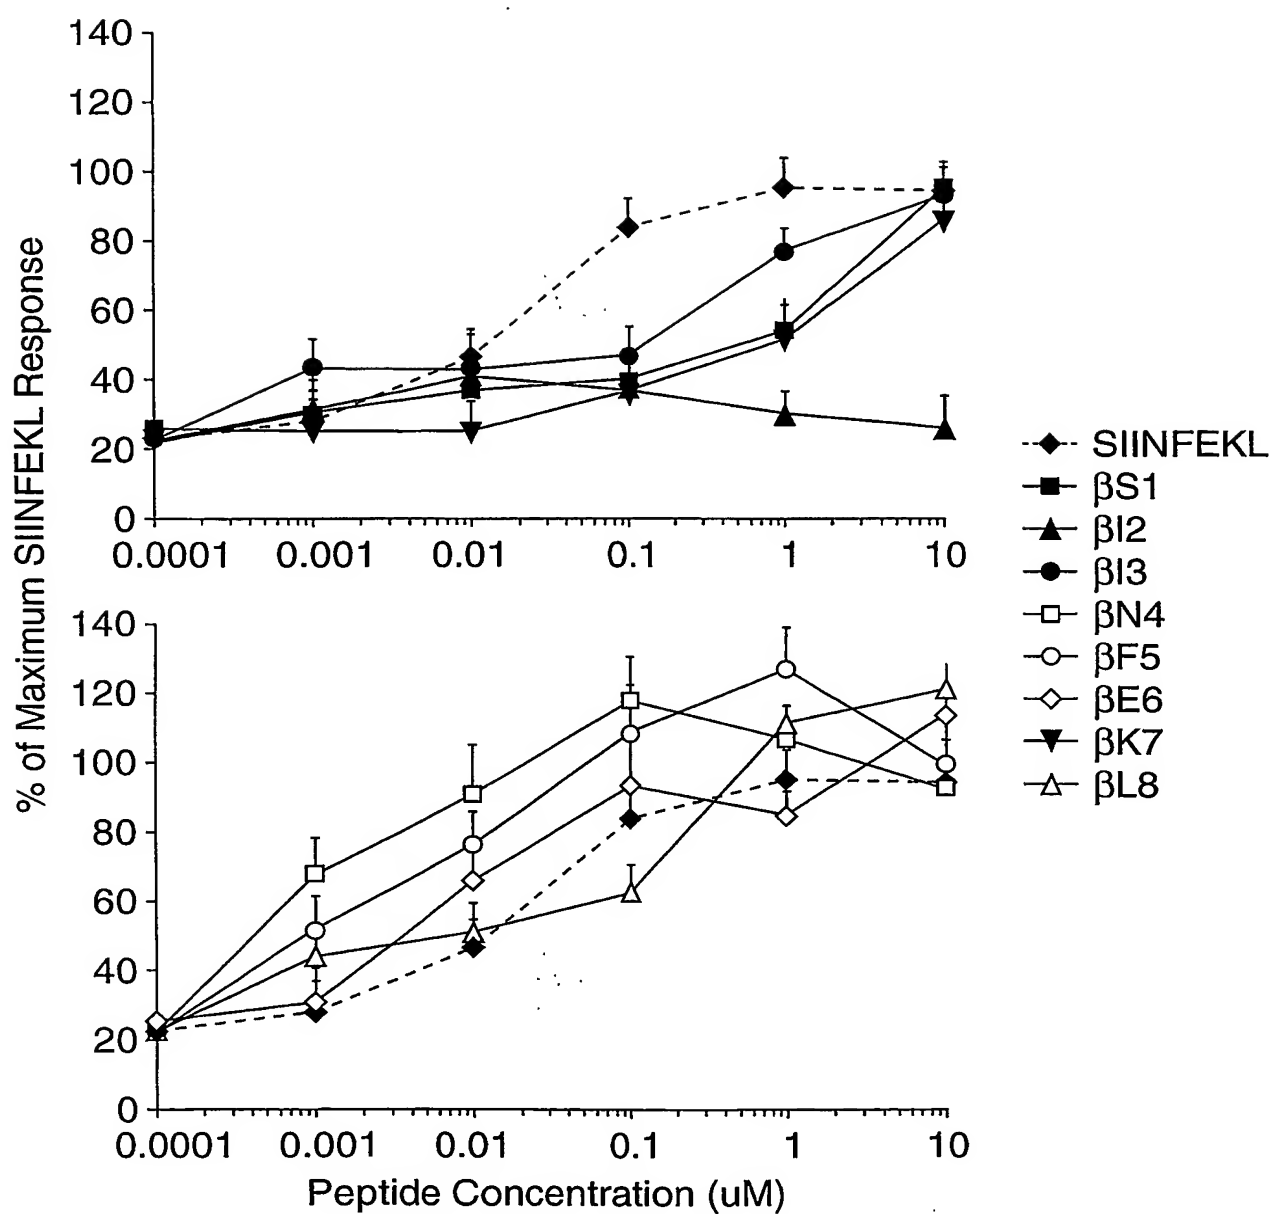 % of Maximum SIINFEKL Response
140
120
100
80
60
40
20
0
0.0001 0.001 0.01 0.1 1 10
140
120
100
80
60
40
20
0
0.0001 0.001 0.01 0.1 1 10
Peptide Concentration (uM)
SIINFEKL
βS1
βI2
βI3
βN4
βF5
βE6
βK7
βL8